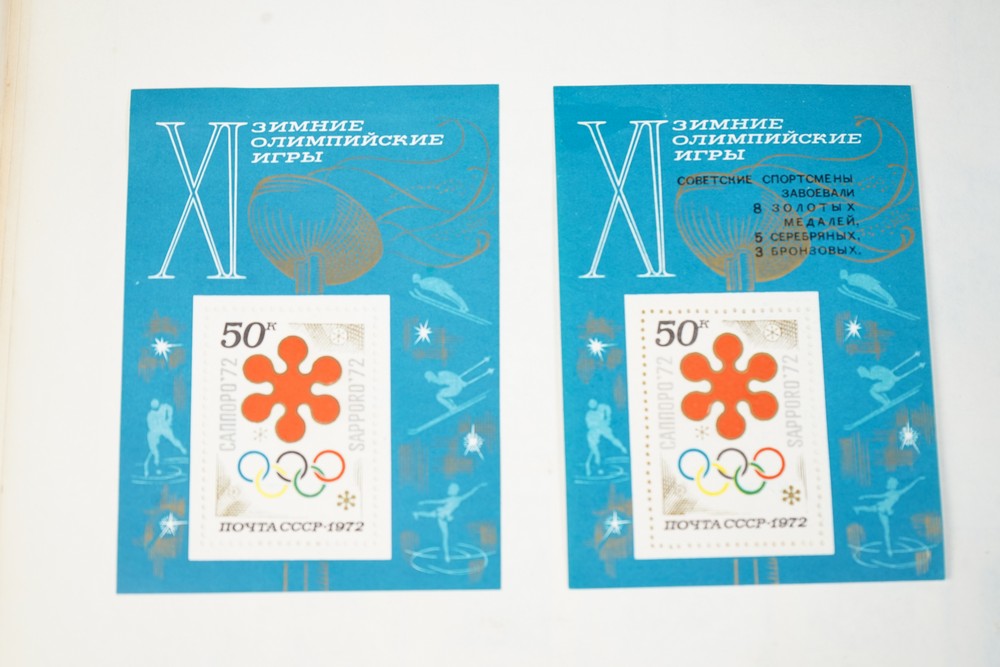 XI
ЗИМНИЕ
ОЛИМПИЙСКИЕ
ИГРЫ
50К
САППОРО'72
SAPPORO'72
ПОЧТА СССР·1972
XI
ЗИМНИЕ
ОЛИМПИЙСКИЕ
ИГРЫ
СОВЕТСКИЕ СПОРТСМЕНЫ
ЗАВОЕВАЛИ
8 ЗОЛОТЫХ
МЕДАЛЕЙ,
5 СЕРЕБРЯНЫХ,
3 БРОНЗОВЫХ.
50К
САППОРО'72
SAPPORO'72
ПОЧТА СССР·1972